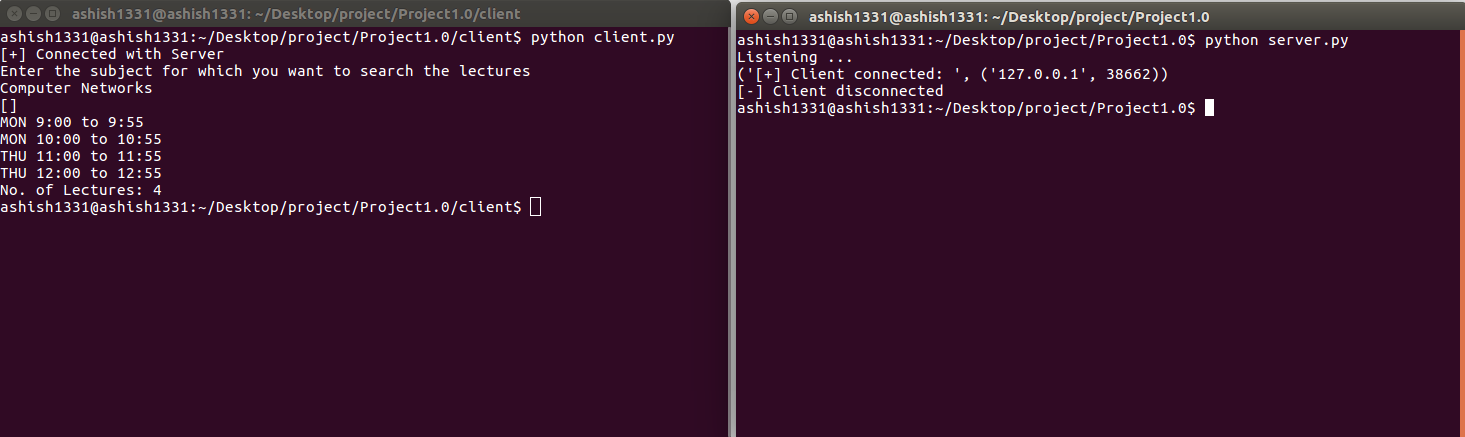 ashish1331@ashish1331: ~/Desktop/project/Project1.0/client
ashish1331@ashish1331:~/Desktop/project/Project1.0/client$ python client.py
[+] Connected with Server
Enter the subject for which you want to search the lectures
Computer Networks
[]
MON 9:00 to 9:55
MON 10:00 to 10:55
THU 11:00 to 11:55
THU 12:00 to 12:55
No. of Lectures: 4
ashish1331@ashish1331:~/Desktop/project/Project1.0/client$
ashish1331@ashish1331: ~/Desktop/project/Project1.0
ashish1331@ashish1331:~/Desktop/project/Project1.0$ python server.py
Listening ...
('[+] Client connected: ', ('127.0.0.1', 38662))
[-] Client disconnected
ashish1331@ashish1331:~/Desktop/project/Project1.0$